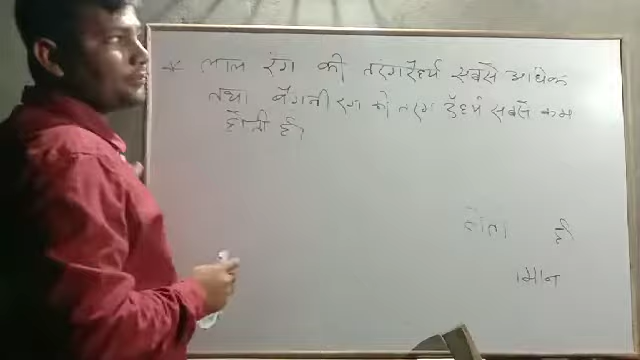 * लाल रंग की तरंगदैर्ध्य सबसे अधिक
तथा बैंगनी रंग की तरंग दैर्ध्य सबसे कम
होती है।
होता है
मान